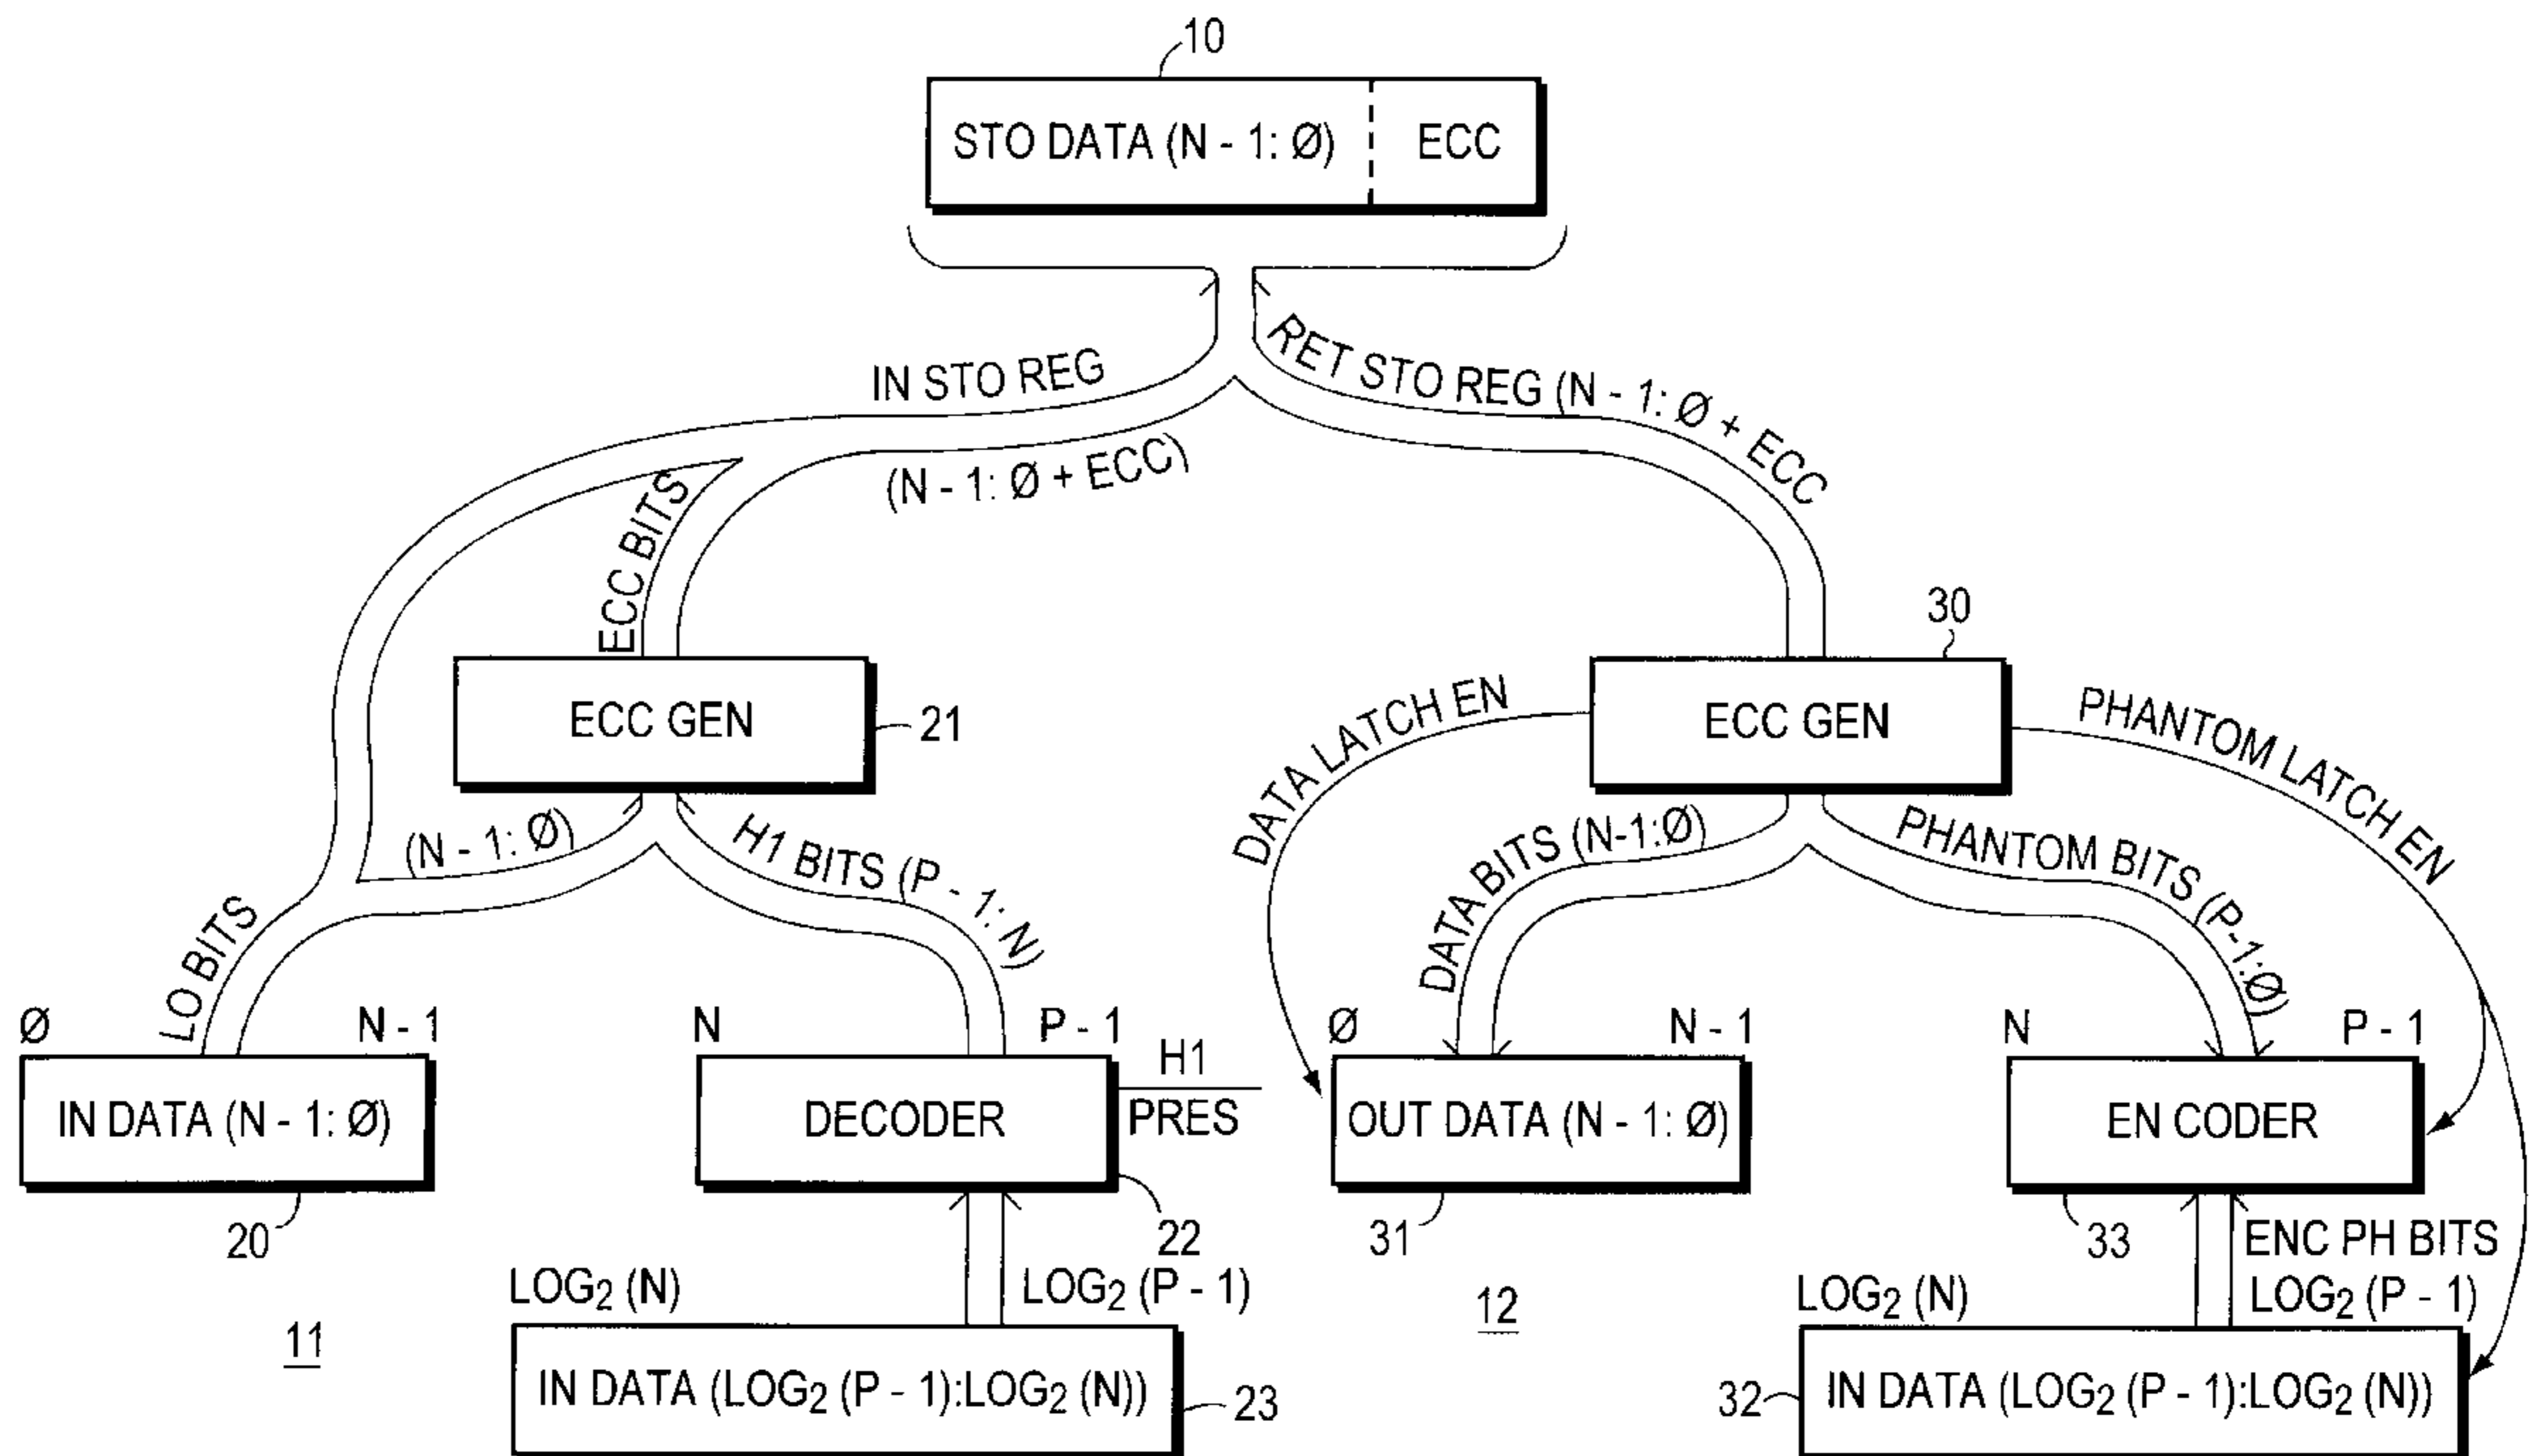 10
STO DATA (N - 1: Ø)
ECC
IN STO REG
(N - 1: Ø + ECC)
RET STO REG (N - 1: Ø + ECC
ECC BITS
ECC GEN
21
30
ECC GEN
DATA LATCH EN
PHANTOM LATCH EN
(N - 1: Ø)
H1 BITS (P - 1: N)
DATA BITS (N-1:Ø)
PHANTOM BITS (P-1:Ø)
LO BITS
Ø
N - 1
IN DATA (N - 1: Ø)
20
N
P - 1
DECODER
H1
PRES
22
Ø
N - 1
OUT DATA (N - 1: Ø)
31
N
P - 1
EN CODER
33
ENC PH BITS
LOG2 (N)
LOG2 (P - 1)
IN DATA (LOG2 (P - 1):LOG2 (N))
23
11
12
LOG2 (N)
LOG2 (P - 1)
IN DATA (LOG2 (P - 1):LOG2 (N))
32